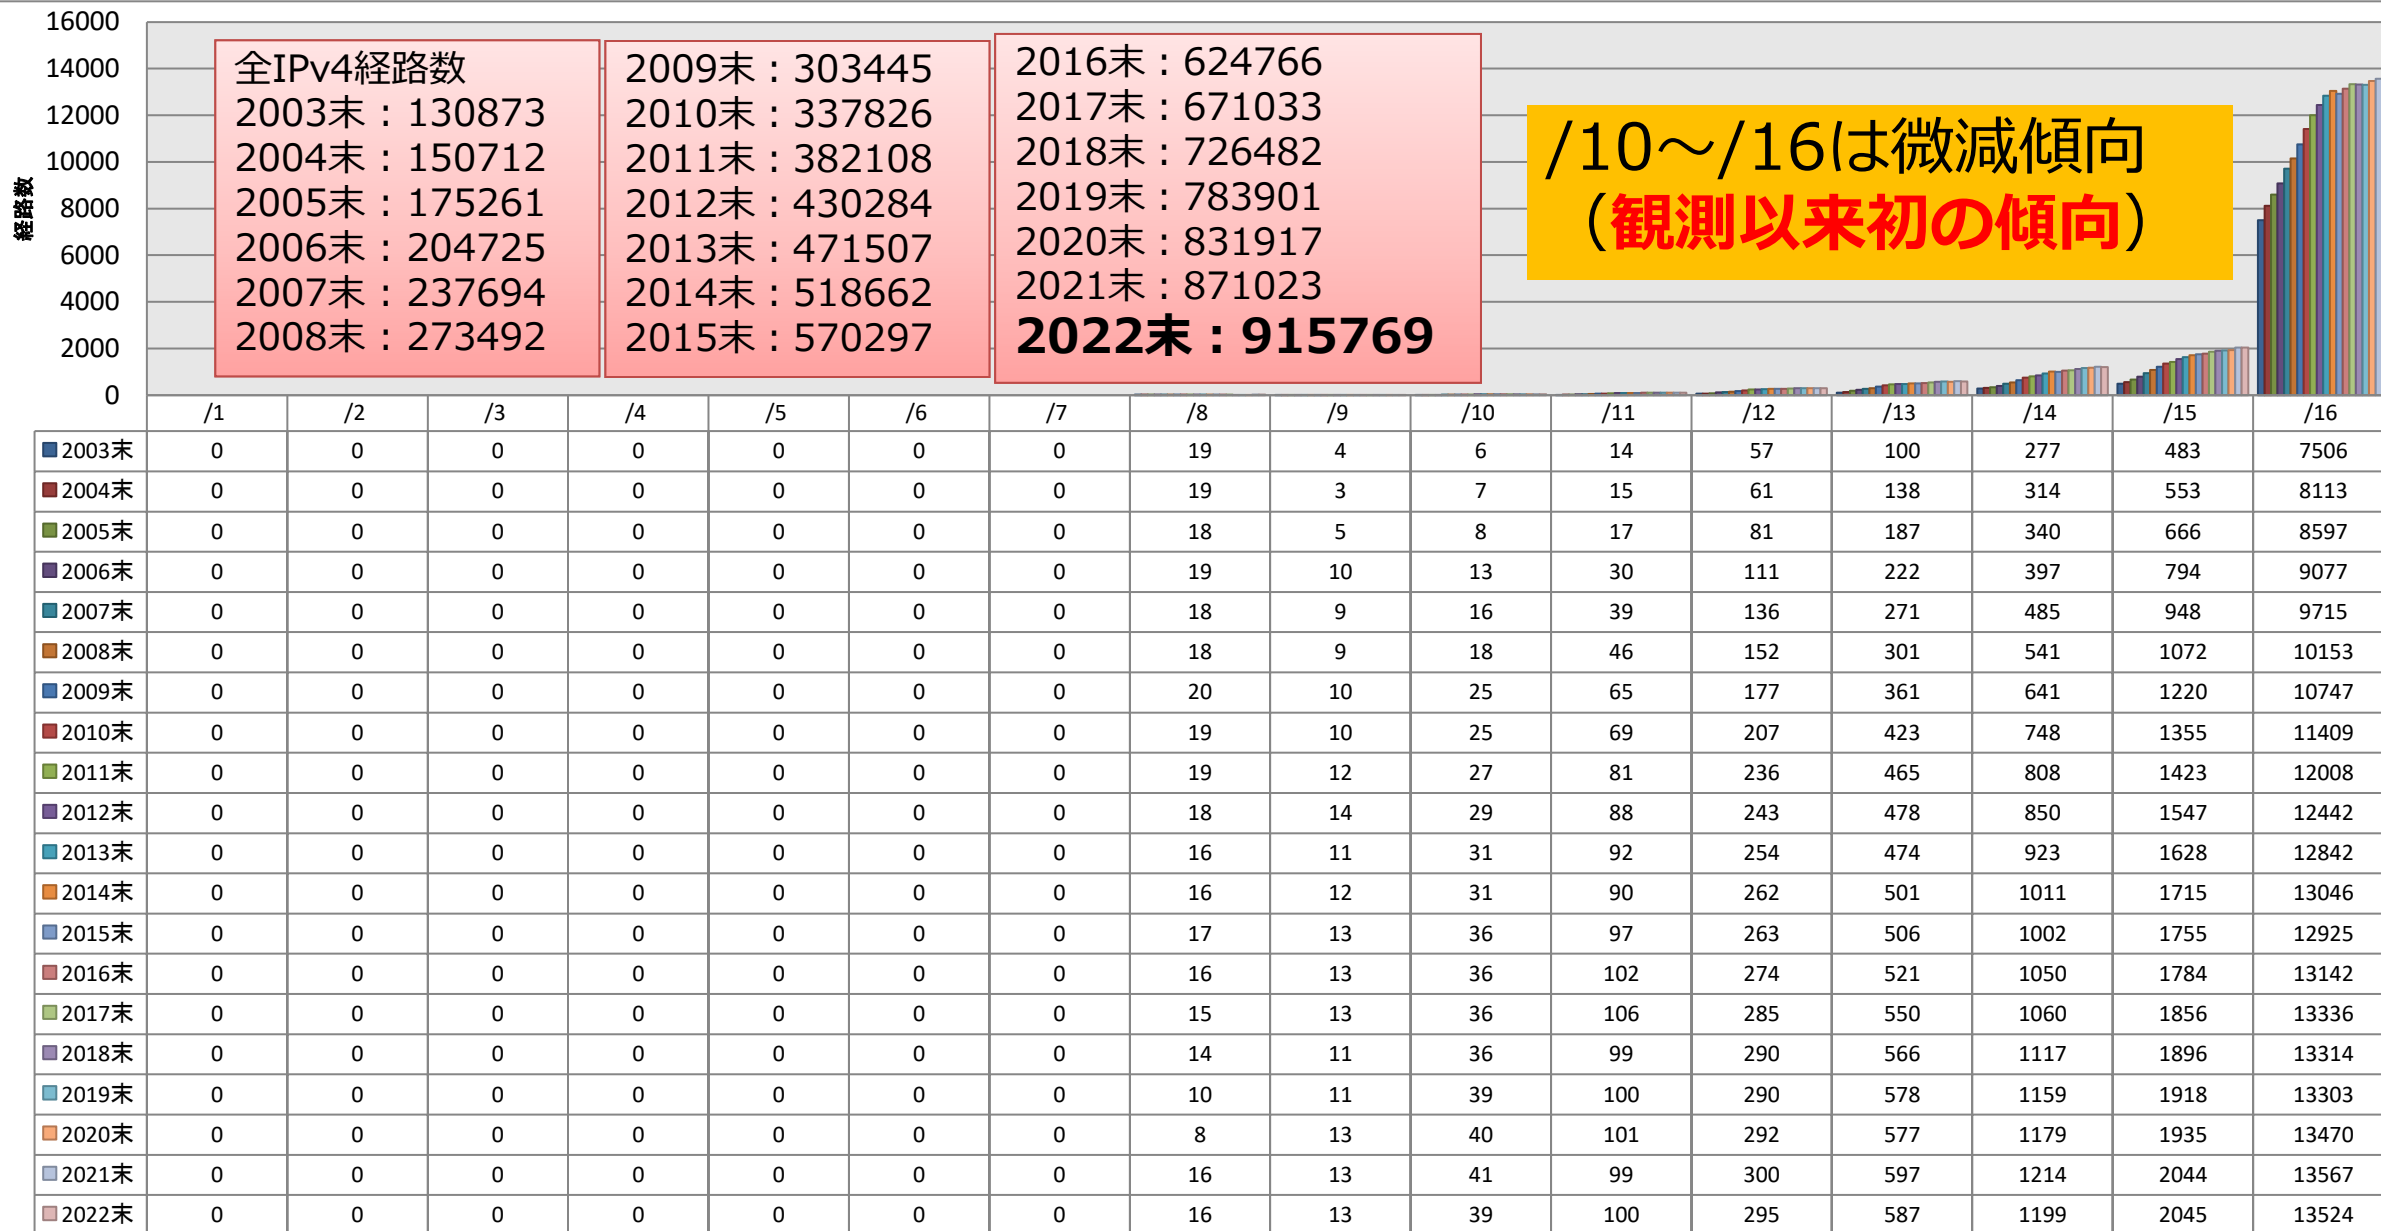 16000
14000
12000
10000
8000
6000
4000
2000
0
経路数
全IPv4経路数
2003末：130873
2004末：150712
2005末：175261
2006末：204725
2007末：237694
2008末：273492
2009末：303445
2010末：337826
2011末：382108
2012末：430284
2013末：471507
2014末：518662
2015末：570297
2016末：624766
2017末：671033
2018末：726482
2019末：783901
2020末：831917
2021末：871023
2022末：915769
/10～/16は微減傾向
（観測以来初の傾向）
/1 /2 /3 /4 /5 /6 /7 /8 /9 /10 /11 /12 /13 /14 /15 /16
2003末 0 0 0 0 0 0 0 19 4 6 14 57 100 277 483 7506
2004末 0 0 0 0 0 0 0 19 3 7 15 61 138 314 553 8113
2005末 0 0 0 0 0 0 0 18 5 8 17 81 187 340 666 8597
2006末 0 0 0 0 0 0 0 19 10 13 30 111 222 397 794 9077
2007末 0 0 0 0 0 0 0 18 9 16 39 136 271 485 948 9715
2008末 0 0 0 0 0 0 0 18 9 18 46 152 301 541 1072 10153
2009末 0 0 0 0 0 0 0 20 10 25 65 177 361 641 1220 10747
2010末 0 0 0 0 0 0 0 19 10 25 69 207 423 748 1355 11409
2011末 0 0 0 0 0 0 0 19 12 27 81 236 465 808 1423 12008
2012末 0 0 0 0 0 0 0 18 14 29 88 243 478 850 1547 12442
2013末 0 0 0 0 0 0 0 16 11 31 92 254 474 923 1628 12842
2014末 0 0 0 0 0 0 0 16 12 31 90 262 501 1011 1715 13046
2015末 0 0 0 0 0 0 0 17 13 36 97 263 506 1002 1755 12925
2016末 0 0 0 0 0 0 0 16 13 36 102 274 521 1050 1784 13142
2017末 0 0 0 0 0 0 0 15 13 36 106 285 550 1060 1856 13336
2018末 0 0 0 0 0 0 0 14 11 36 99 290 566 1117 1896 13314
2019末 0 0 0 0 0 0 0 10 11 39 100 290 578 1159 1918 13303
2020末 0 0 0 0 0 0 0 8 13 40 101 292 577 1179 1935 13470
2021末 0 0 0 0 0 0 0 16 13 41 99 300 597 1214 2044 13567
2022末 0 0 0 0 0 0 0 16 13 39 100 295 587 1199 2045 13524